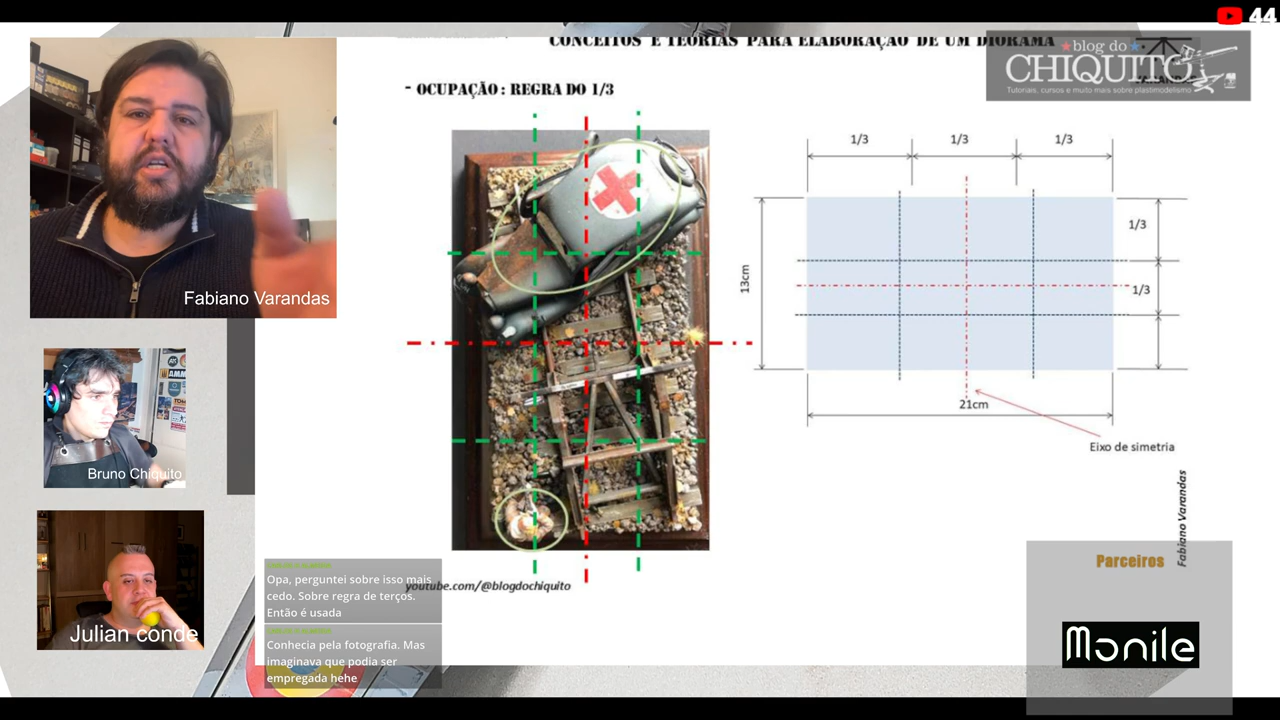 44
CONCEITOS E TEORIAS PARA ELABORAÇÃO DE UM DIORAMA
blog do
CHIQUITO
Tutoriais, cursos e muito mais sobre plastimodelismo
- OCUPAÇÃO: REGRA DO 1/3
1/3
1/3
1/3
1/3
1/3
13cm
21cm
Eixo de simetria
Fabiano Varandas
Fabiano Varandas
Bruno Chiquito
Julian conde
youtube.com/@blogdochiquito
Opa, perguntei sobre isso mais
cedo. Sobre regra de terços.
Então é usada
Conhecia pela fotografia. Mas
imaginava que podia ser
empregada hehe
Parceiros
Monile